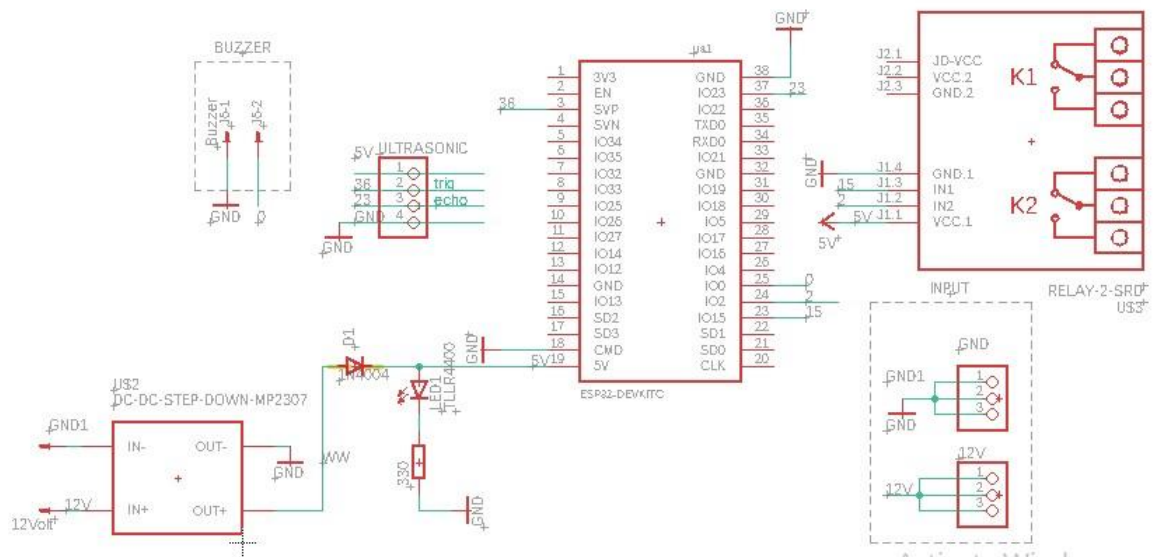 BUZZER
Buzzer
J5-1
J5-2
GND
0
ULTRASONIC
5V 1
36 2 trig
23 3 echo
GND 4
GND
GND
ESP32-DEVKITC
36
23
1 3V3
2 EN
3 SVP
4 SVN
5 IO34
6 IO35
7 IO32
8 IO33
9 IO25
10 IO26
11 IO27
12 IO14
13 IO12
14 GND
15 IO13
16 SD2
17 SD3
18 CMD
19 5V
GND 38
IO23 37
IO22 36
TXD0 35
RXD0 34
IO21 33
GND 32
IO19 31
IO18 30
IO5 29
IO17 28
IO16 27
IO4 26
IO0 25
IO2 24
IO15 23
SD1 22
SD0 21
CLK 20
0
2
15
GND
5V
J2.1 JD-VCC
J2.2 VCC.2
J2.3 GND.2
GND
J1.4 GND.1
15 J1.3 IN1
2 J1.2 IN2
5V J1.1 VCC.1
5V
K1
K2
RELAY-2-SRD
U$3
D1
1N4004
LED1
TLLR4400
330
GND
U$2
DC-DC-STEP-DOWN-MP2307
GND1
IN-
OUT-
GND
WW
12V
12Volt
IN+
OUT+
INPUT
GND
GND1
1
2
3
GND
12V
12V
1
2
3